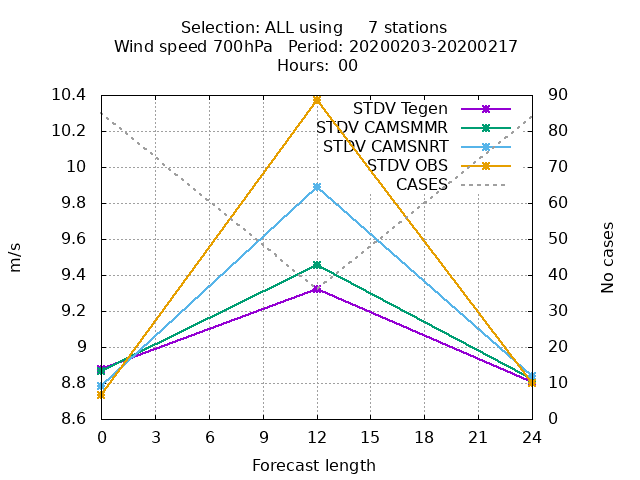 Selection: ALL using     7 stations
Wind speed 700hPa   Period: 20200203-20200217
Hours: 00
STDV Tegen
STDV CAMSMMR
STDV CAMSNRT
STDV OBS
CASES
10.4
10.2
10
9.8
9.6
9.4
9.2
9
8.8
8.6
m/s
90
80
70
60
50
40
30
20
10
0
No cases
0 3 6 9 12 15 18 21 24
Forecast length